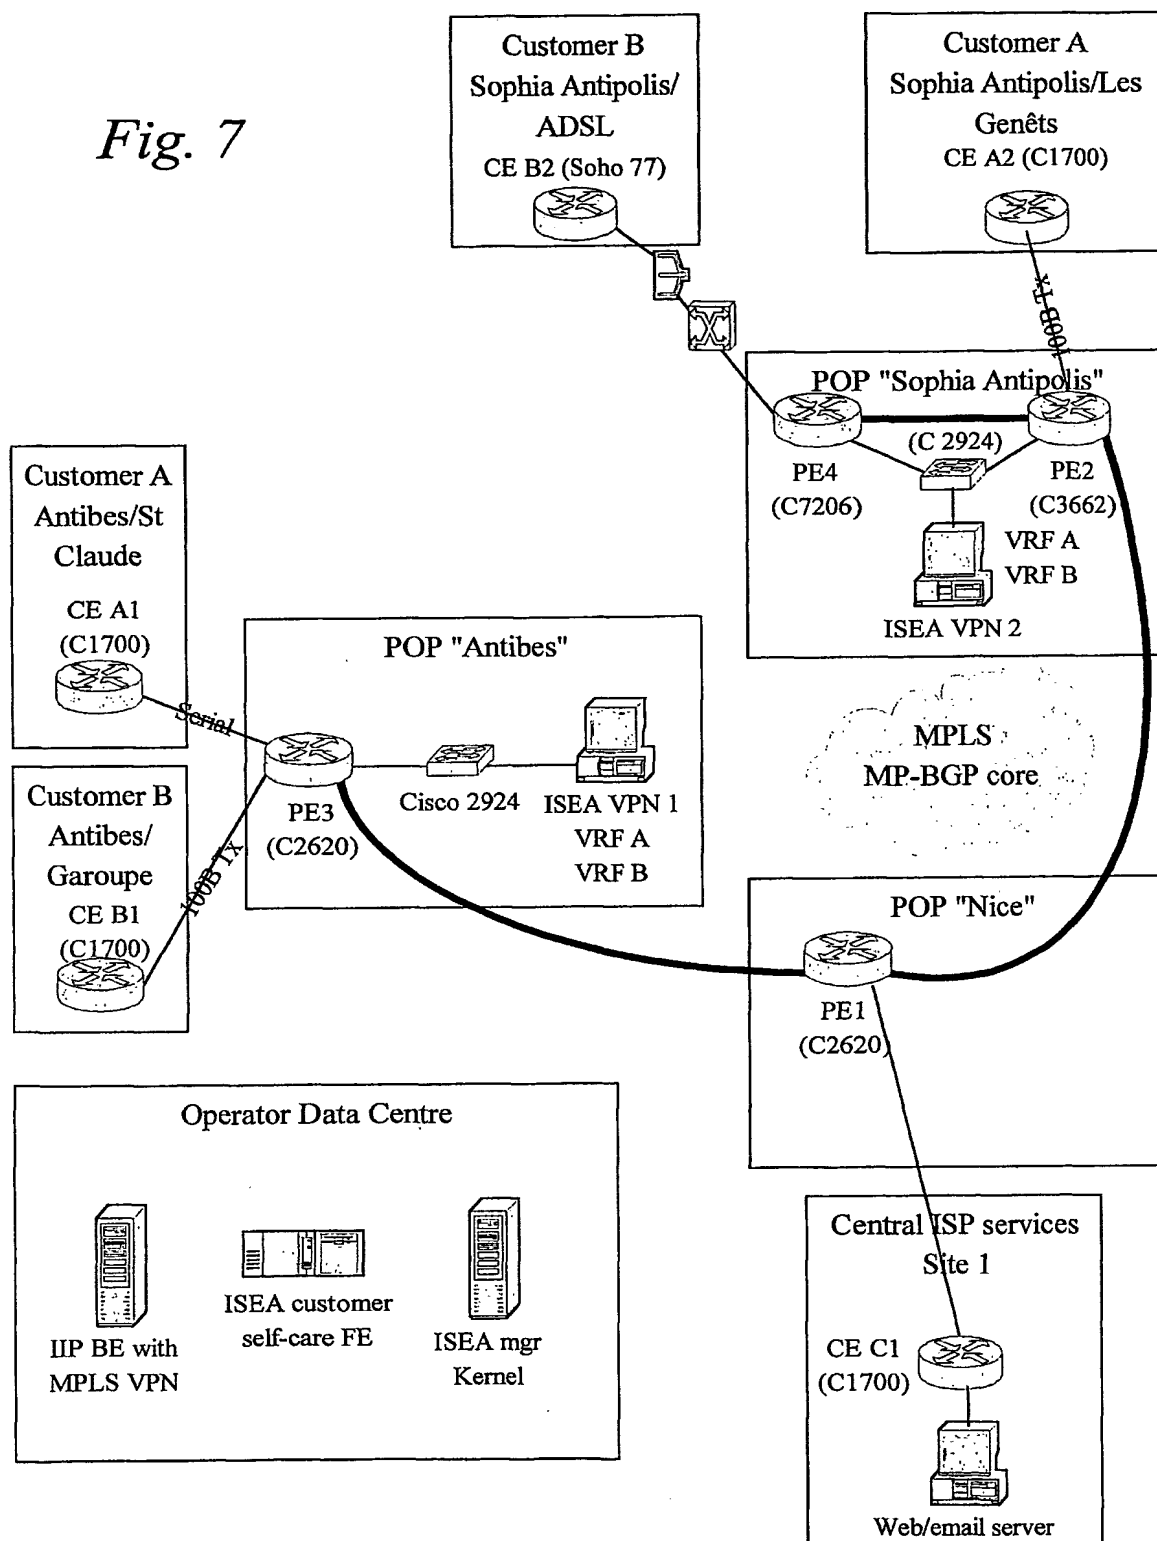 Fig. 7
Customer B
Sophia Antipolis/
ADSL
CE B2 (Soho 77)
Customer A
Sophia Antipolis/Les
Genêts
CE A2 (C1700)
100B Tx
POP "Sophia Antipolis"
(C 2924)
PE4
(C7206)
PE2
(C3662)
VRF A
VRF B
ISEA VPN 2
Customer A
Antibes/St
Claude
CE A1
(C1700)
Serial
POP "Antibes"
PE3
(C2620)
Cisco 2924
ISEA VPN 1
VRF A
VRF B
MPLS
MP-BGP core
Customer B
Antibes/
Garoupe
CE B1
(C1700)
100B Tx
POP "Nice"
PE1
(C2620)
Operator Data Centre
IIP BE with
MPLS VPN
ISEA customer
self-care FE
ISEA mgr
Kernel
Central ISP services
Site 1
CE C1
(C1700)
Web/email server